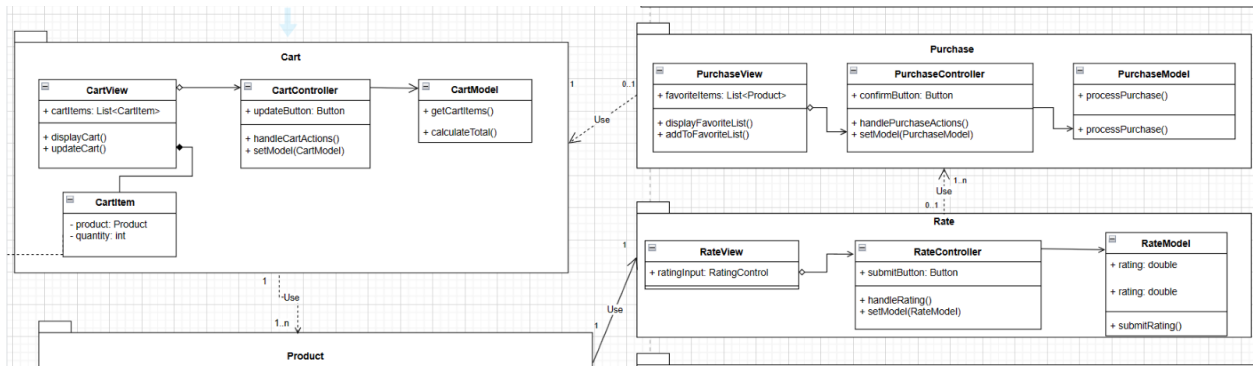 Cart
CartView
+ cartItems: List<CartItem>
+ displayCart()
+ updateCart()
CartController
+ updateButton: Button
+ handleCartActions()
+ setModel(CartModel)
CartModel
+ getCartItems()
+ calculateTotal()
CartItem
- product: Product
- quantity: int
1
0..1
Use
Purchase
PurchaseView
+ favoriteItems: List<Product>
+ displayFavoriteList()
+ addToFavoriteList()
PurchaseController
+ confirmButton: Button
+ handlePurchaseActions()
+ setModel(PurchaseModel)
PurchaseModel
+ processPurchase()
+ processPurchase()
1..n
Use
0..1
Rate
RateView
+ ratingInput: RatingControl
RateController
+ submitButton: Button
+ handleRating()
+ setModel(RateModel)
RateModel
+ rating: double
+ rating: double
+ submitRating()
1
Use
1..n
1
Use
1
Product